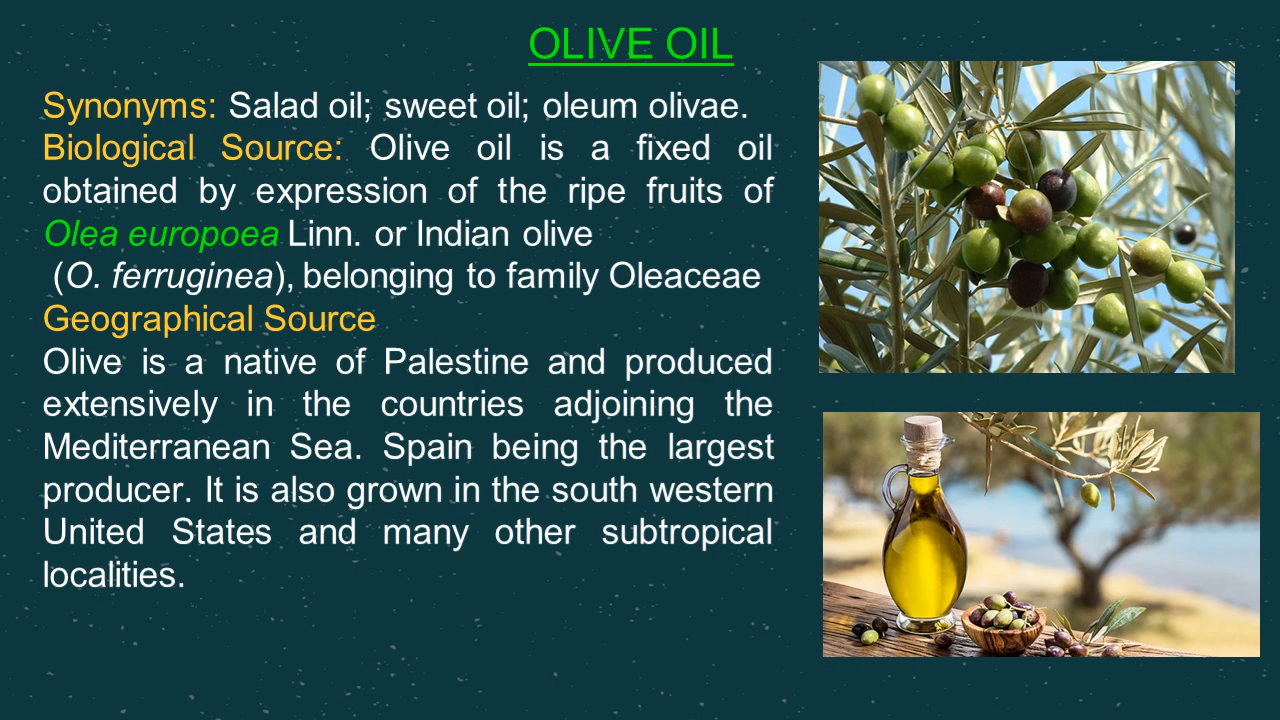 OLIVE OIL
Synonyms: Salad oil; sweet oil; oleum olivae.
Biological Source: Olive oil is a fixed oil
obtained by expression of the ripe fruits of
Olea europoea Linn. or Indian olive
(O. ferruginea), belonging to family Oleaceae
Geographical Source
Olive is a native of Palestine and produced
extensively in the countries adjoining the
Mediterranean Sea. Spain being the largest
producer. It is also grown in the south western
United States and many other subtropical
localities.